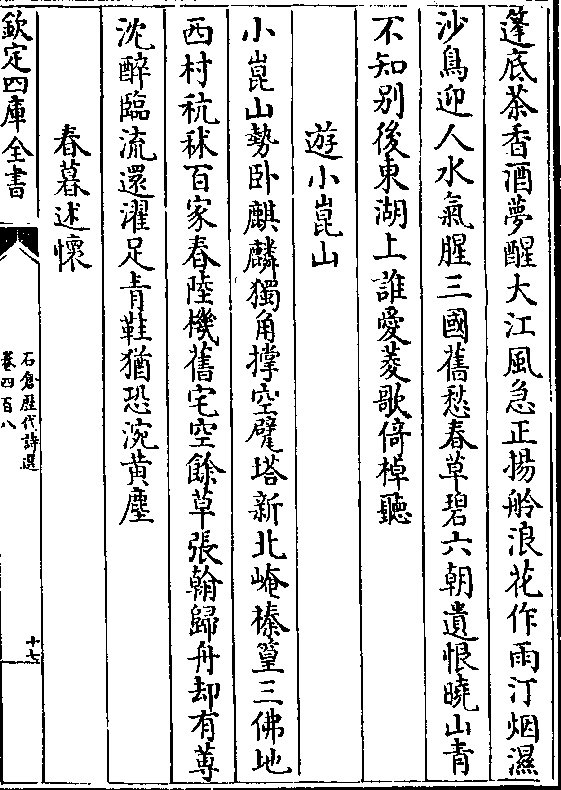 蓬底茶香酒夢醒大江風急正揚舲浪花作雨汀烟濕
沙鳥迎人水氣腥三國舊愁春草碧六朝遺恨曉山青
不知别後東湖上誰愛菱歌倚棹聽
遊小崑山
小崑山勢卧麒麟獨角撑空甓塔新北崦榛篁三佛地
西村秔秫百家春陸機舊宅空餘草張翰歸舟却有蓴
沈醉臨流還濯足青鞋猶恐涴黄塵
春暮述懷
欽定四庫全書
石倉歴代詩選
卷四百八
十七